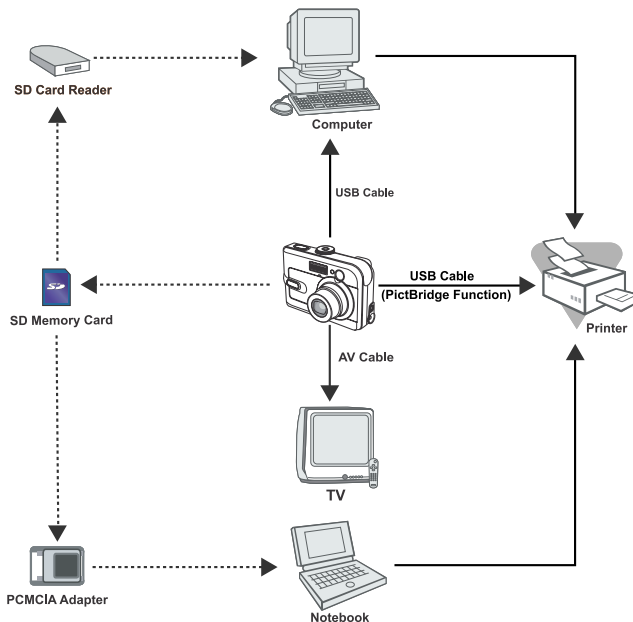 SD Card Reader
Computer
USB Cable
USB Cable
(PictBridge Function)
SD
SD Memory Card
Printer
AV Cable
TV
PCMCIA Adapter
Notebook